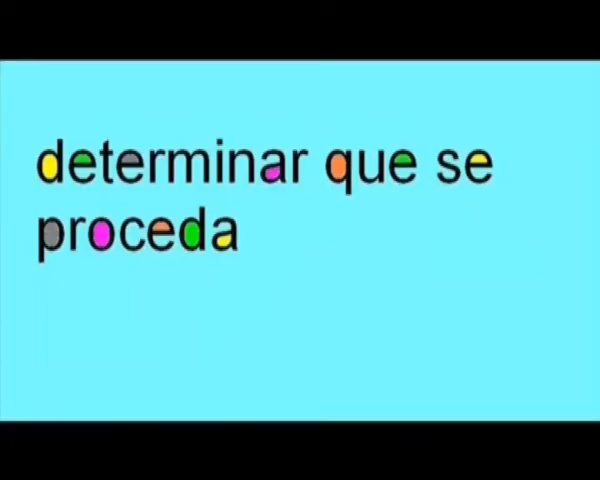 determinar que se
proceda